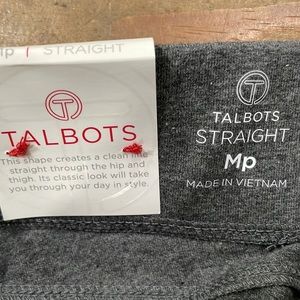 Mp / STRAIGHT
TALBOTS
This shape creates a clean line
straight through the hip and
thigh. Its classic look will take
you through your day in style.
TALBOTS
STRAIGHT
Mp
MADE IN VIETNAM